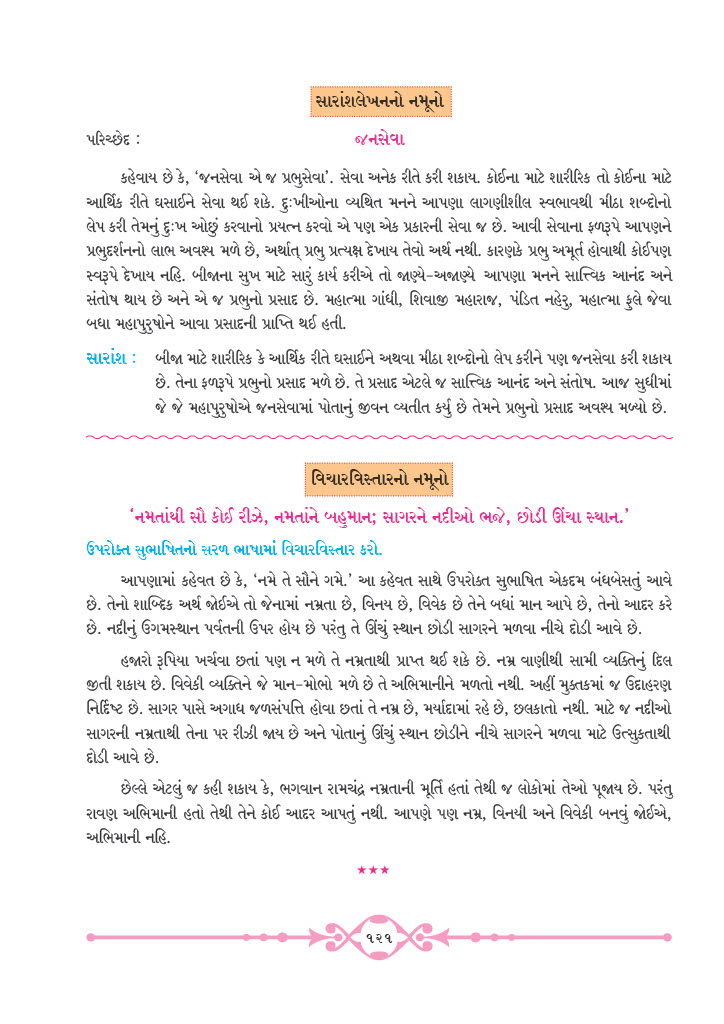 સારાંશલેખનનો નમૂનો
પરિચ્છેદ :
જનસેવા
કહેવાય છે કે, ‘જનસેવા એ જ પ્રભુસેવા’. સેવા અનેક રીતે કરી શકાય. કોઈના માટે શારીરિક તો કોઈના માટે
આર્થિક રીતે ઘસાઈને સેવા થઈ શકે. દુઃખીઓના વ્યથિત મનને આપણા લાગણીશીલ સ્વભાવથી મીઠા શબ્દોનો
લેપ કરી તેમનું દુઃખ ઓછું કરવાનો પ્રયત્ન કરવો એ પણ એક પ્રકારની સેવા જ છે. આવી સેવાના ફળરૂપે આપણને
પ્રભુદર્શનનો લાભ અવશ્ય મળે છે, અર્થાત્ પ્રભુ પ્રત્યક્ષ દેખાય તેવો અર્થ નથી. કારણકે પ્રભુ અમૂર્ત હોવાથી કોઈપણ
સ્વરૂપે દેખાય નહિ. બીજાના સુખ માટે સારું કાર્ય કરીએ તો જાણ્યે-અજાણ્યે આપણા મનને સાત્ત્વિક આનંદ અને
સંતોષ થાય છે અને એ જ પ્રભુનો પ્રસાદ છે. મહાત્મા ગાંધી, શિવાજી મહારાજ, પંડિત નહેરુ, મહાત્મા ફુલે જેવા
બધા મહાપુરુષોને આવા પ્રસાદની પ્રાપ્તિ થઈ હતી.
સારાંશ : બીજા માટે શારીરિક કે આર્થિક રીતે ઘસાઈને અથવા મીઠા શબ્દોનો લેપ કરીને પણ જનસેવા કરી શકાય
છે. તેના ફળરૂપે પ્રભુનો પ્રસાદ મળે છે. તે પ્રસાદ એટલે જ સાત્ત્વિક આનંદ અને સંતોષ. આજ સુધીમાં
જે જે મહાપુરુષોએ જનસેવામાં પોતાનું જીવન વ્યતીત કર્યુ છે તેમને પ્રભુનો પ્રસાદ અવશ્ય મળ્યો છે.
વિચારવિસ્તારનો નમૂનો
‘નમતાંથી સૌ કોઈ રીઝે, નમતાંને બહુમાન; સાગરને નદીઓ ભજે, છોડી ઊંચા સ્થાન.’
ઉપરોક્ત સુભાષિતનો સરળ ભાષામાં વિચારવિસ્તાર કરો.
આપણામાં કહેવત છે કે, ‘નમે તે સૌને ગમે.’ આ કહેવત સાથે ઉપરોક્ત સુભાષિત એકદમ બંધબેસતું આવે
છે. તેનો શાબ્દિક અર્થ જોઈએ તો જેનામાં નમ્રતા છે, વિનય છે, વિવેક છે તેને બધાં માન આપે છે, તેનો આદર કરે
છે. નદીનું ઉગમસ્થાન પર્વતની ઉપર હોય છે પરંતુ તે ઊંચું સ્થાન છોડી સાગરને મળવા નીચે દોડી આવે છે.
હજારો રૂપિયા ખર્ચવા છતાં પણ ન મળે તે નમ્રતાથી પ્રાપ્ત થઈ શકે છે. નમ્ર વાણીથી સામી વ્યક્તિનું દિલ
જીતી શકાય છે. વિવેકી વ્યક્તિને જે માન-મોભો મળે છે તે અભિમાનીને મળતો નથી. અહીં મુક્તકમાં જ ઉદાહરણ
નિર્દિષ્ટ છે. સાગર પાસે અગાધ જળસંપત્તિ હોવા છતાં તે નમ્ર છે, મર્યાદામાં રહે છે, છલકાતો નથી. માટે જ નદીઓ
સાગરની નમ્રતાથી તેના પર રીઝી જાય છે અને પોતાનું ઊંચું સ્થાન છોડીને નીચે સાગરને મળવા માટે ઉત્સુકતાથી
દોડી આવે છે.
છેલ્લે એટલું જ કહી શકાય કે, ભગવાન રામચંદ્ર નમ્રતાની મૂર્તિ હતાં તેથી જ લોકોમાં તેઓ પૂજાય છે. પરંતુ
રાવણ અભિમાની હતો તેથી તેને કોઈ આદર આપતું નથી. આપણે પણ નમ્ર, વિનયી અને વિવેકી બનવું જોઈએ,
અભિમાની નહિ.
***
૧૨૧